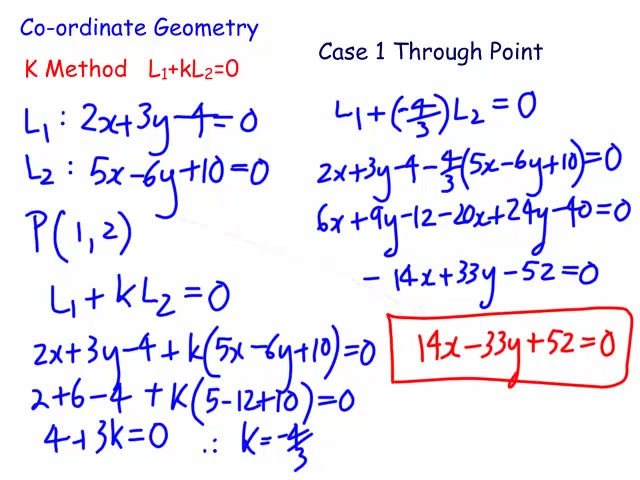 Co-ordinate Geometry
K Method L₁+kL₂=0
L₁ : 2x+3y-4=0
L₂ : 5x-6y+10=0
P(1,2)
L₁ + kL₂ = 0
2x+3y-4+k(5x-6y+10)=0
2+6-4 + k(5-12+10)=0
4+3k=0 ∴ k=-4/3
Case 1 Through Point
L₁+(-4/3)L₂=0
2x+3y-4-4/3(5x-6y+10)=0
6x+9y-12-20x+24y-40=0
-14x+33y-52=0
14x-33y+52=0